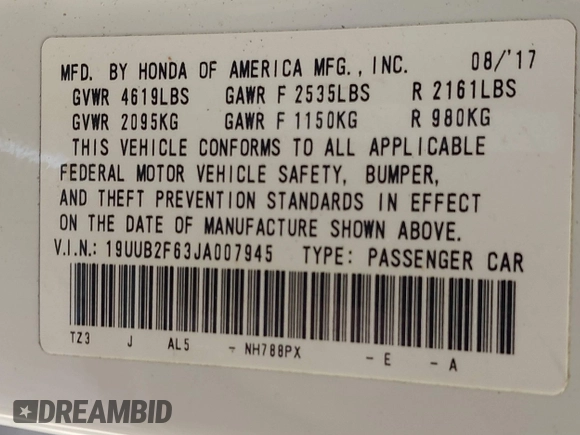 MFD. BY HONDA OF AMERICA MFG., INC. 08/'17
GVWR 4619LBS GAWR F 2535LBS R 2161LBS
GVWR 2095KG GAWR F 1150KG R 980KG
THIS VEHICLE CONFORMS TO ALL APPLICABLE
FEDERAL MOTOR VEHICLE SAFETY, BUMPER,
AND THEFT PREVENTION STANDARDS IN EFFECT
ON THE DATE OF MANUFACTURE SHOWN ABOVE.
V.I.N.: 19UUB2F63JA007945 TYPE: PASSENGER CAR
TZ3 J AL5 - NH788PX - E - A
DREAMBID